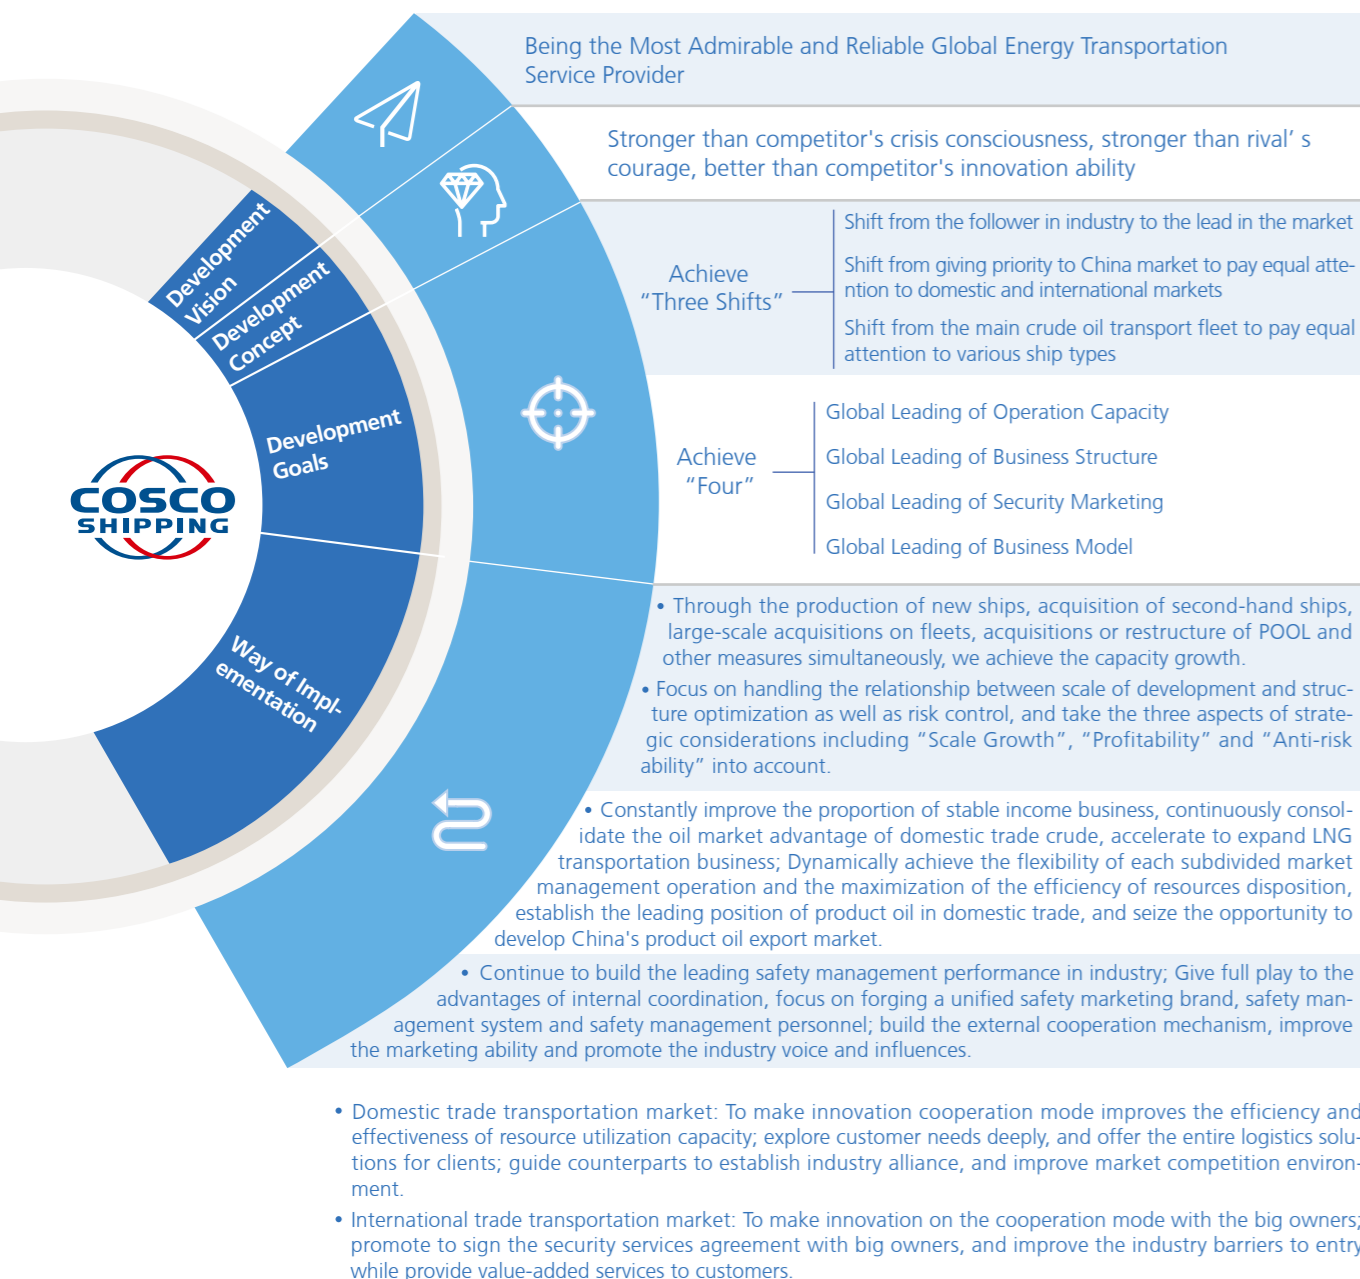 Being the Most Admirable and Reliable Global Energy Transportation
Service Provider
Stronger than competitor's crisis consciousness, stronger than rival’ s
courage, better than competitor's innovation ability
Development
Vision
Development
Concept
Development
Goals
Way of Impl-
ementation
COSCO
SHIPPING
Achieve
“Three Shifts”
Shift from the follower in industry to the lead in the market
Shift from giving priority to China market to pay equal atte-
ntion to domestic and international markets
Shift from the main crude oil transport fleet to pay equal
attention to various ship types
Achieve
“Four”
Global Leading of Operation Capacity
Global Leading of Business Structure
Global Leading of Security Marketing
Global Leading of Business Model
• Through the production of new ships, acquisition of second-hand ships,
large-scale acquisitions on fleets, acquisitions or restructure of POOL and
other measures simultaneously, we achieve the capacity growth.
• Focus on handling the relationship between scale of development and struc-
ture optimization as well as risk control, and take the three aspects of strate-
gic considerations including “Scale Growth”, “Profitability” and “Anti-risk
ability” into account.
• Constantly improve the proportion of stable income business, continuously consol-
idate the oil market advantage of domestic trade crude, accelerate to expand LNG
transportation business; Dynamically achieve the flexibility of each subdivided market
management operation and the maximization of the efficiency of resources disposition,
establish the leading position of product oil in domestic trade, and seize the opportunity to
develop China's product oil export market.
• Continue to build the leading safety management performance in industry; Give full play to the
advantages of internal coordination, focus on forging a unified safety marketing brand, safety man-
agement system and safety management personnel; build the external cooperation mechanism, improve
the marketing ability and promote the industry voice and influences.
• Domestic trade transportation market: To make innovation cooperation mode improves the efficiency and
effectiveness of resource utilization capacity; explore customer needs deeply, and offer the entire logistics solu-
tions for clients; guide counterparts to establish industry alliance, and improve market competition environ-
ment.
• International trade transportation market: To make innovation on the cooperation mode with the big owners;
promote to sign the security services agreement with big owners, and improve the industry barriers to entry
while provide value-added services to customers.